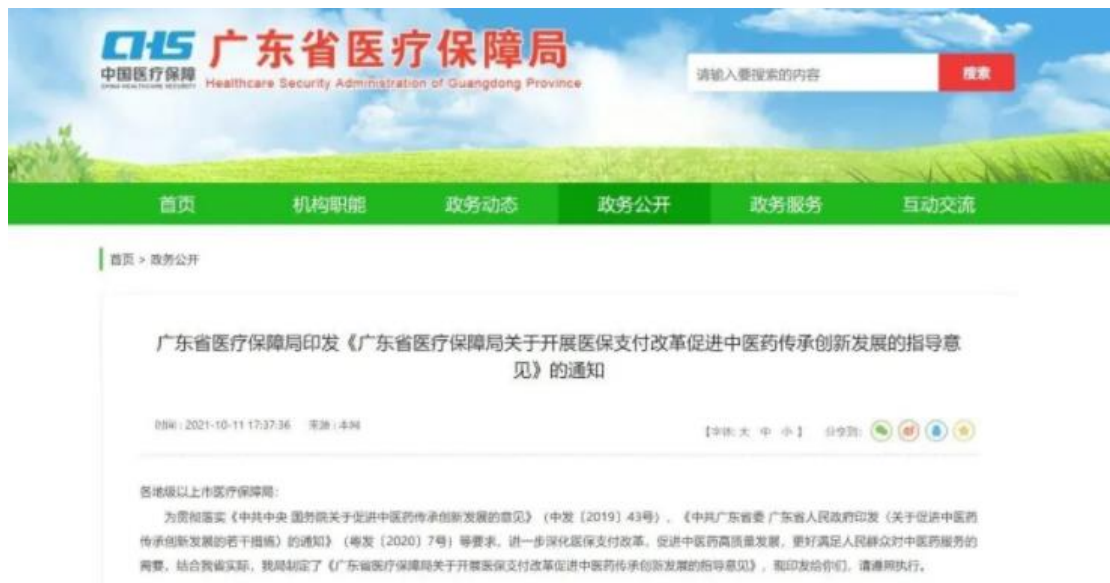 CHS 广东省医疗保障局
中国医疗保障 Healthcare Security Administration of Guangdong Province
CHINA HEALTHCARE SECURITY
请输入要搜索的内容 搜索
首页 机构职能 政务动态 政务公开 政务服务 互动交流
首页 > 政务公开
广东省医疗保障局印发《广东省医疗保障局关于开展医保支付改革促进中医药传承创新发展的指导意
见》的通知
时间：2021-10-11 17:37:36 来源：本网 【字体: 大 中 小】 分享到:
各地级以上市医疗保障局：
为贯彻落实《中共中央 国务院关于促进中医药传承创新发展的意见》（中发〔2019〕43号）、《中共广东省委 广东省人民政府印发〈关于促进中医药
传承创新发展的若干措施〉的通知》（粤发〔2020〕7号）等要求，进一步深化医保支付改革，促进中医药高质量发展，更好满足人民群众对中医药服务的
需要，结合我省实际，我局制定了《广东省医疗保障局关于开展医保支付改革促进中医药传承创新发展的指导意见》，现印发给你们，请遵照执行。